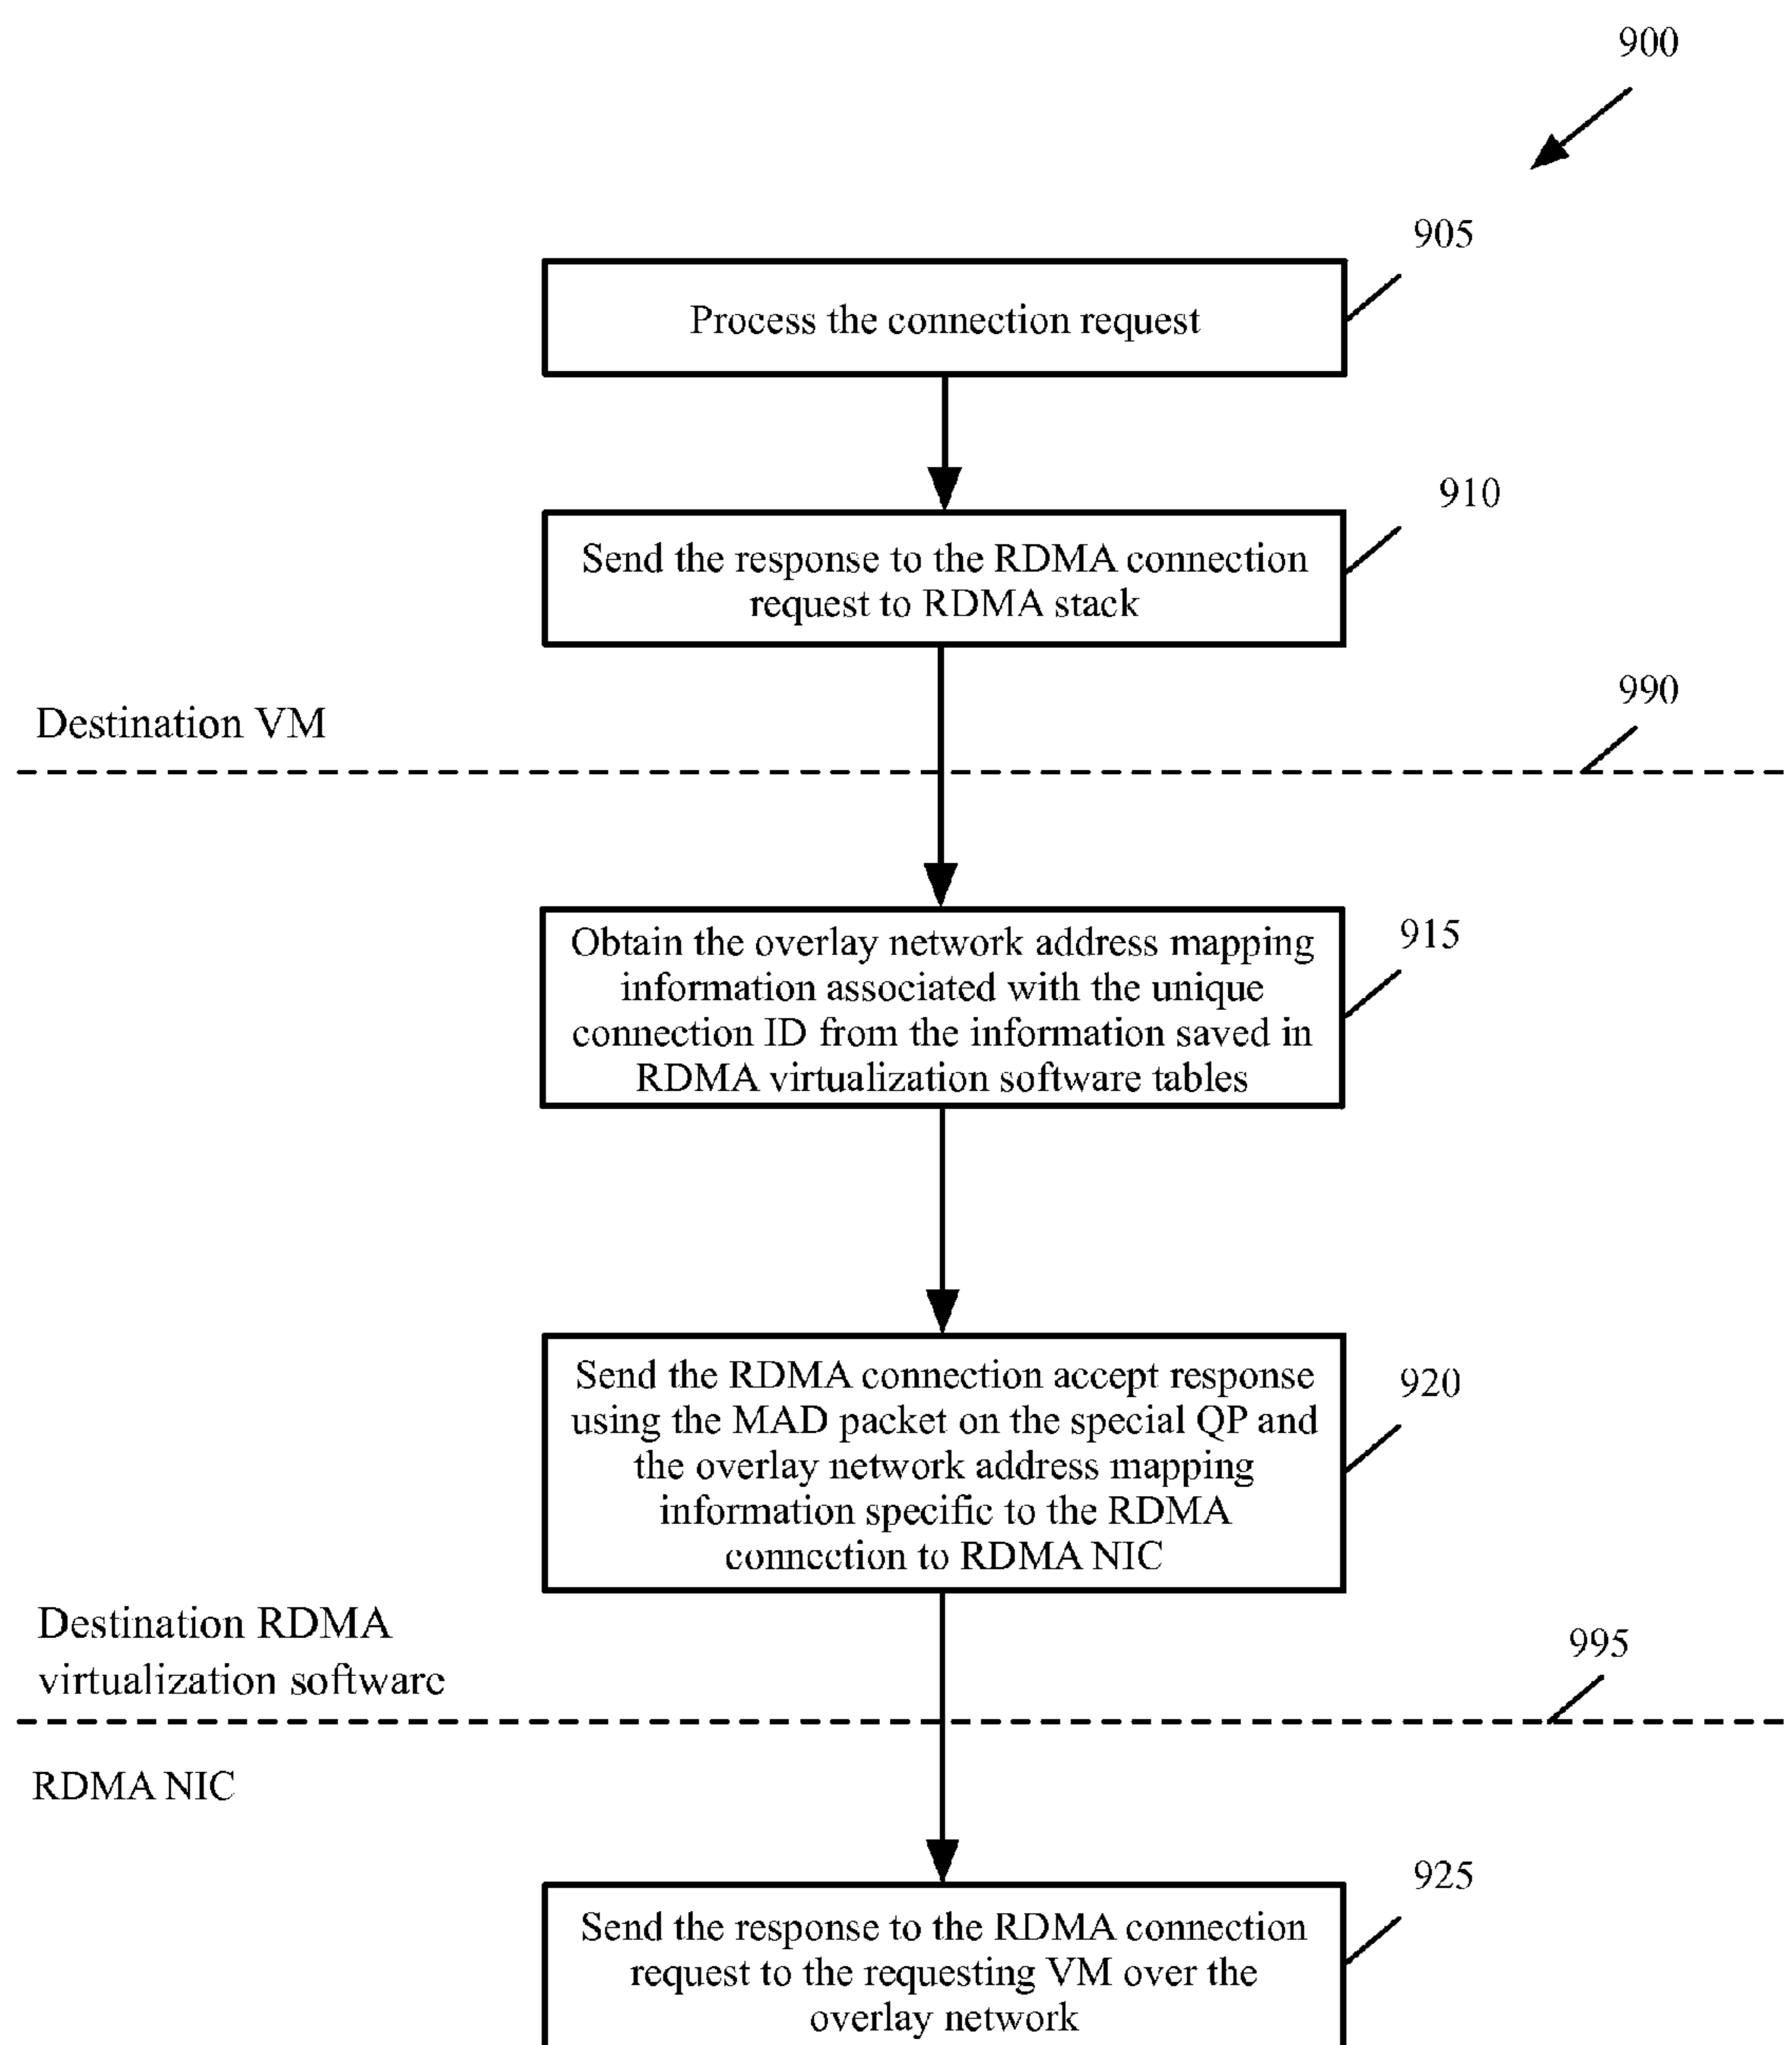 900
905
Process the connection request
910
Send the response to the RDMA connection
request to RDMA stack
990
Destination VM
915
Obtain the overlay network address mapping
information associated with the unique
connection ID from the information saved in
RDMA virtualization software tables
920
Send the RDMA connection accept response
using the MAD packet on the special QP and
the overlay network address mapping
information specific to the RDMA
connection to RDMA NIC
Destination RDMA
virtualization software
995
RDMA NIC
925
Send the response to the RDMA connection
request to the requesting VM over the
overlay network